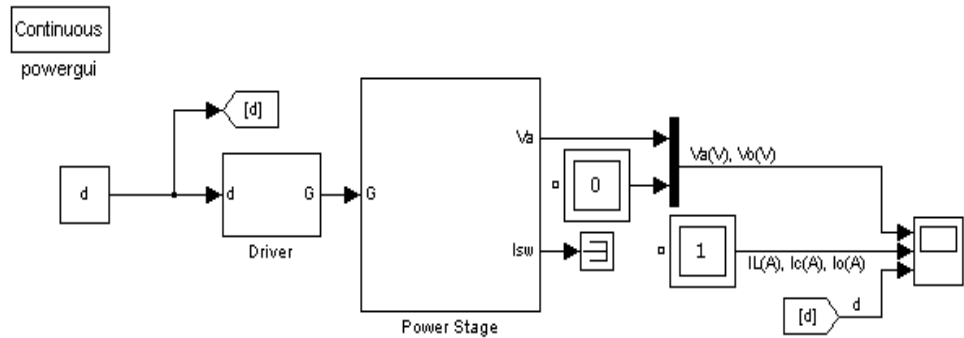 Continuous
powergui
[d]
d
d
G
Driver
G
Va
Isw
Power Stage
0
Va(V), Vo(V)
1
IL(A), Ic(A), Io(A)
[d]
d